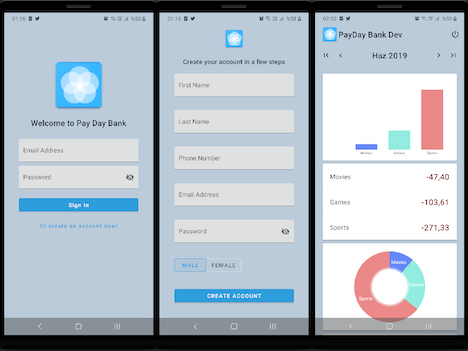 01:16
%58
Welcome to Pay Day Bank
Email Address
Password
Sign In
Or create an account now!
01:15
%58
Create your account in a few steps
First Name
Last Name
Phone Number
Email Address
Password
MALE
FEMALE
CREATE ACCOUNT
02:02
%56
PayDay Bank Dev
Haz 2019
Movies
Games
Sports
Movies
-47,40
Games
-103,61
Sports
-271,33
Movies
Games
Sports